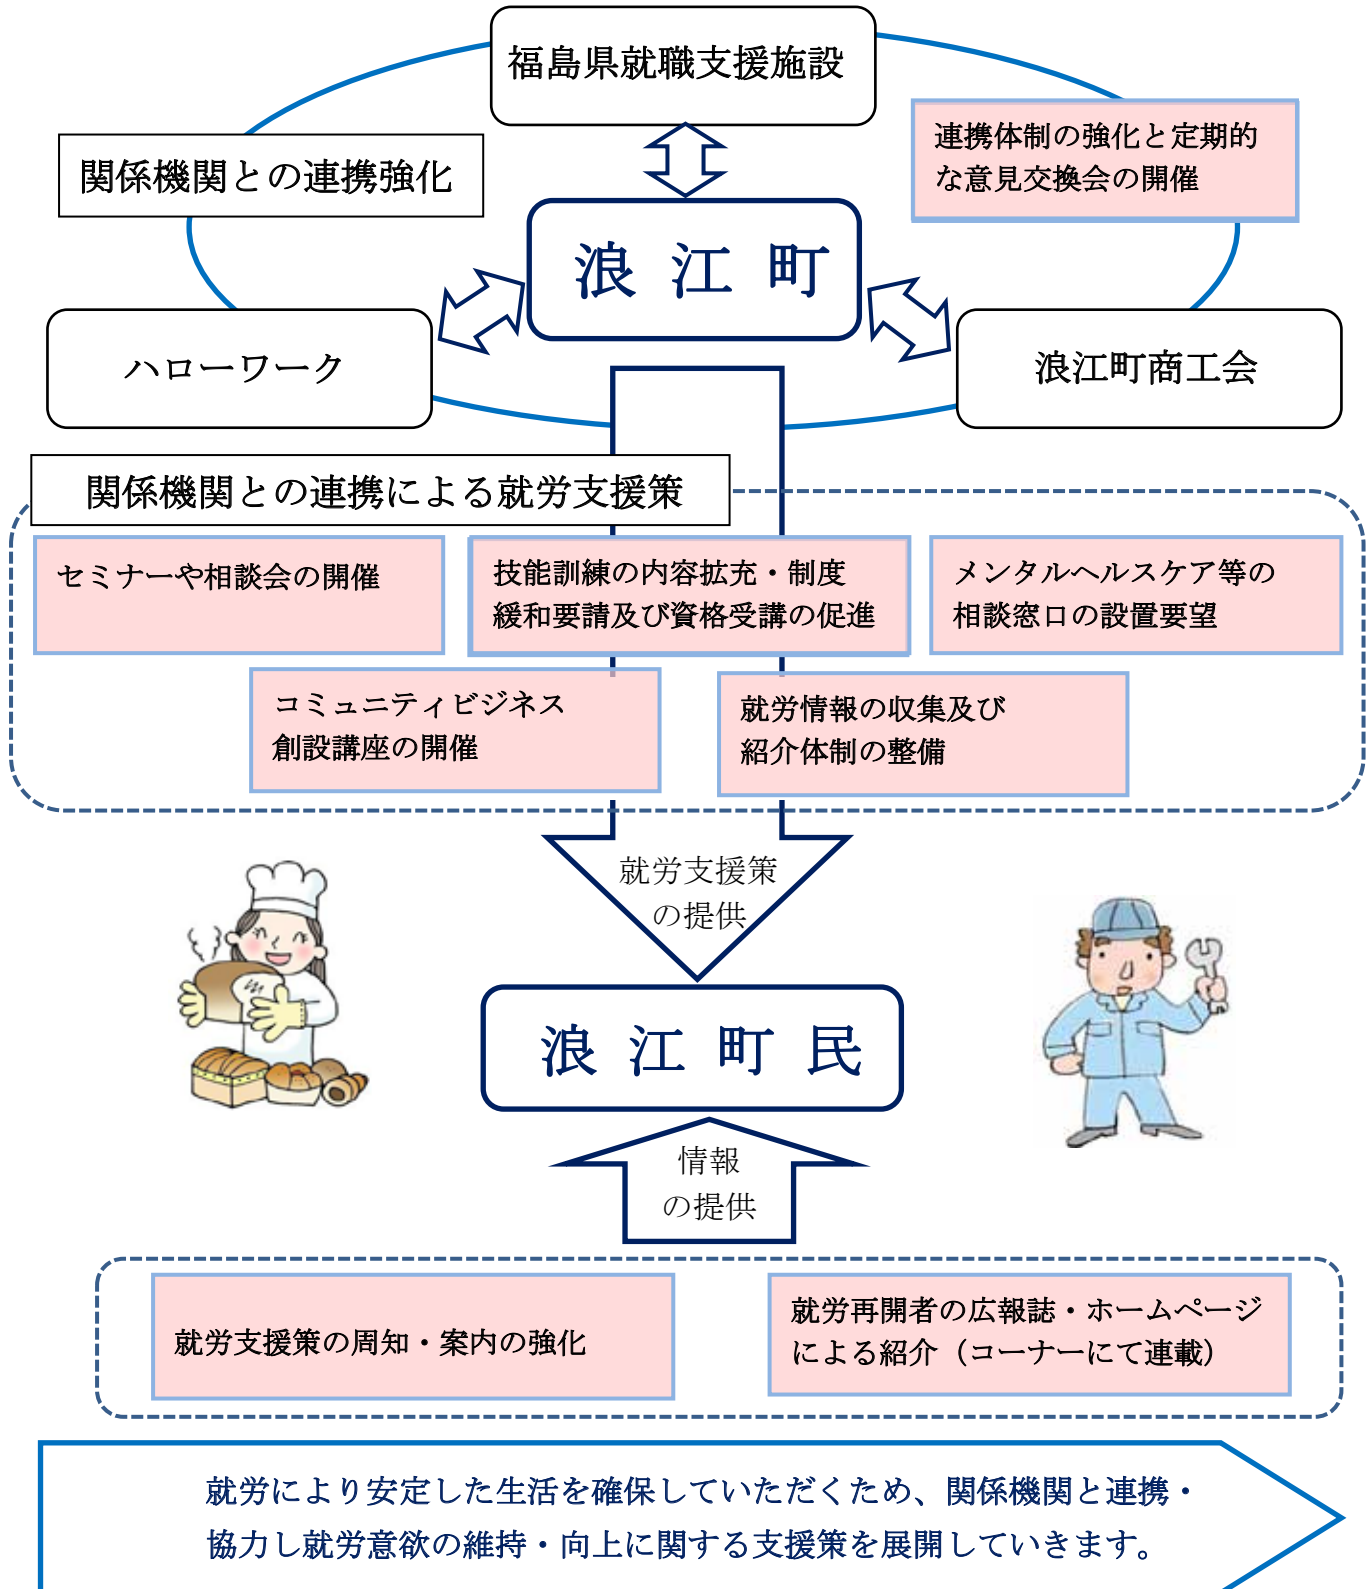 福島県就職支援施設
関係機関との連携強化
連携体制の強化と定期的
な意見交換会の開催
浪江町
ハローワーク
浪江町商工会
関係機関との連携による就労支援策
セミナーや相談会の開催
技能訓練の内容拡充・制度
緩和要請及び資格受講の促進
メンタルヘルスケア等の
相談窓口の設置要望
コミュニティビジネス
創設講座の開催
就労情報の収集及び
紹介体制の整備
就労支援策
の提供
浪江町民
情報
の提供
就労支援策の周知・案内の強化
就労再開者の広報誌・ホームページ
による紹介（コーナーにて連載）
就労により安定した生活を確保していただくため、関係機関と連携・
協力し就労意欲の維持・向上に関する支援策を展開していきます。